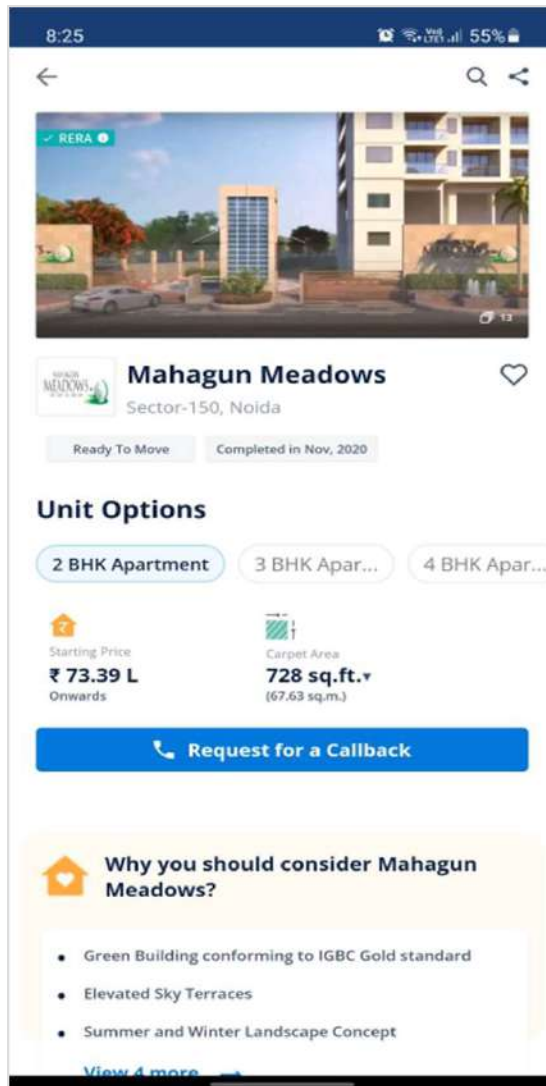 8:25
55%
RERA
13
MEADOWS
Mahagun Meadows
Sector-150, Noida
Ready To Move
Completed in Nov, 2020
Unit Options
2 BHK Apartment
3 BHK Apar...
4 BHK Apar...
Starting Price
Carpet Area
₹ 73.39 L
728 sq.ft.▾
Onwards
(67.63 sq.m.)
Request for a Callback
Why you should consider Mahagun
Meadows?
• Green Building conforming to IGBC Gold standard
• Elevated Sky Terraces
• Summer and Winter Landscape Concept
View 4 more →